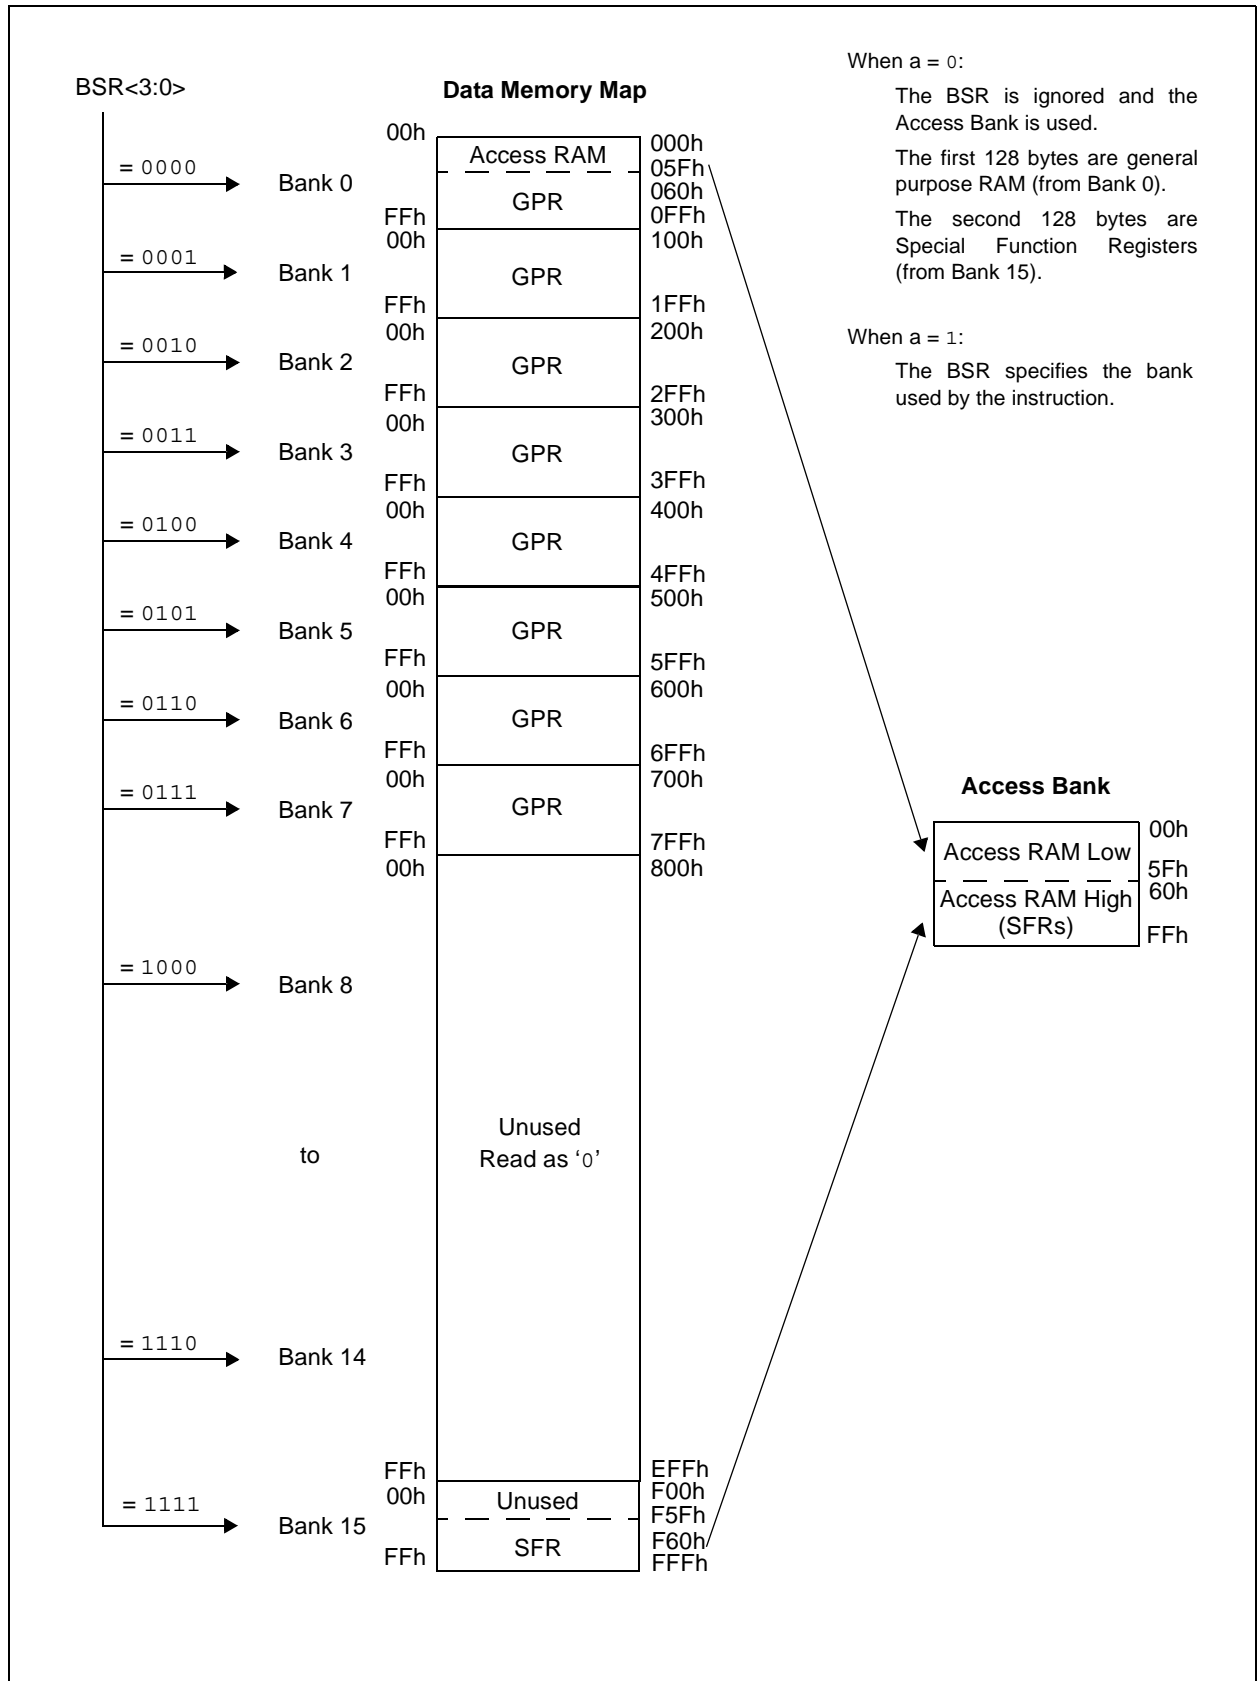 When a = 0:
BSR<3:0>
Data Memory Map
The BSR is ignored and the
Access Bank is used.
The first 128 bytes are general
purpose RAM (from Bank 0).
The second 128 bytes are
Special Function Registers
(from Bank 15).
When a = 1:
The BSR specifies the bank
used by the instruction.
= 0000
Bank 0
00h
FFh
Access RAM
GPR
000h
05Fh
060h
0FFh
= 0001
Bank 1
00h
FFh
GPR
100h
1FFh
= 0010
Bank 2
00h
FFh
GPR
200h
2FFh
= 0011
Bank 3
00h
FFh
GPR
300h
3FFh
= 0100
Bank 4
00h
FFh
GPR
400h
4FFh
= 0101
Bank 5
00h
FFh
GPR
500h
5FFh
= 0110
Bank 6
00h
FFh
GPR
600h
6FFh
= 0111
Bank 7
00h
FFh
GPR
700h
7FFh
00h
800h
= 1000
Bank 8
to
Unused
Read as ‘0’
= 1110
Bank 14
FFh
EFFh
= 1111
Bank 15
00h
FFh
Unused
SFR
F00h
F5Fh
F60h
FFFh
Access Bank
Access RAM Low
Access RAM High
(SFRs)
00h
5Fh
60h
FFh